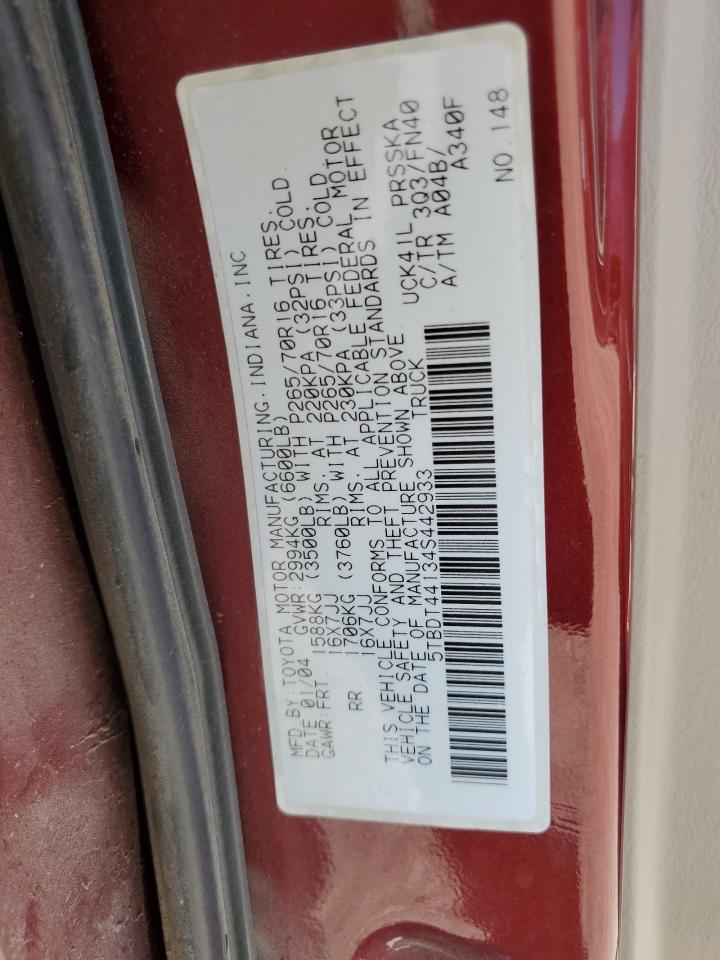 MFD BY:TOYOTA MOTOR MANUFACTURING.INDIANA.INC
DATE 01/04 GVWR:2994KG (6600LB)
GAWR:FRT. 1588KG (3500LB) WITH P265/70R16 TIRES.
16X7JJ RIMS. AT 220KPA (32PSI) COLD.
RR. 1706KG (3760LB) WITH P265/70R16 TIRES.
16X7JJ RIMS. AT 230KPA (33PSI) COLD
THIS VEHICLE CONFORMS TO ALL APPLICABLE FEDERAL MOTOR
VEHICLE SAFETY AND THEFT PREVENTION STANDARDS IN EFFECT
ON THE DATE OF MANUFACTURE SHOWN ABOVE.
5TBDT44134S442933 TRUCK
UCK41L PRSSKA
C/TR 3Q3/FN40
A/TM A04B/
A340F
NO.148